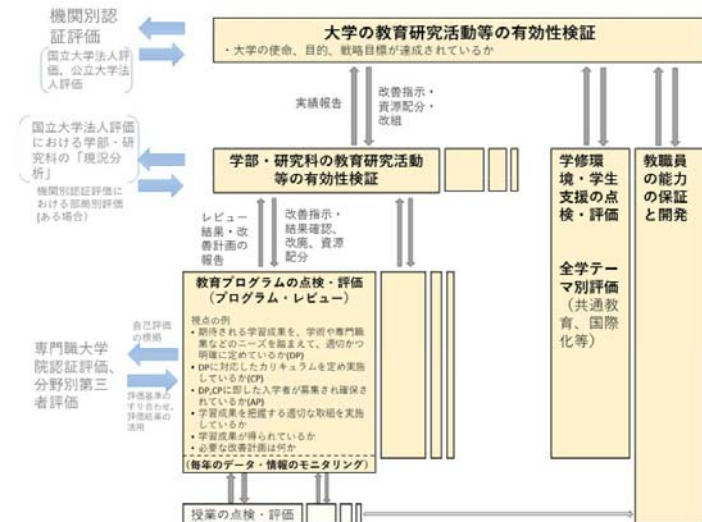 機関別認
証評価
国立大学法人評
価、公立大学法
人評価
大学の教育研究活動等の有効性検証
・大学の使命、目的、戦略目標が達成されているか
実績報告
改善指示・
資源配分・
改組
国立大学法人評価
における学部・研
究科の「現況分
析」
機関別認証評価に
おける部局別評価
(ある場合)
学部・研究科の教育研究活動
等の有効性検証
学修環
境・学生
支援の点
検・評価
全学テー
マ別評価
(共通教
育、国際
化等)
教職員
の能力
の保証
と開発
レビュー
結果・改
善計画の
報告
改善指示・
結果確認、
改廃、資源
配分
教育プログラムの点検・評価
(プログラム・レビュー)
視点の例
• 期待される学習成果を、学術や専門職
業などのニーズを踏まえて、適切かつ
明確に定めているか(DP)
• DPに対応したカリキュラムを定め実施
しているか(CP)
• DP,CPに即した入学者が募集され確保さ
れているか(AP)
• 学習成果を把握する適切な取組を実施
しているか
• 学習成果が得られているか
• 必要な改善計画は何か
(毎年のデータ・情報のモニタリング)
専門職大学
院認証評価、
分野別第三
者評価
自己評価
の根拠
評価基準の
すり合わせ、
評価結果の
活用
授業の点検・評価